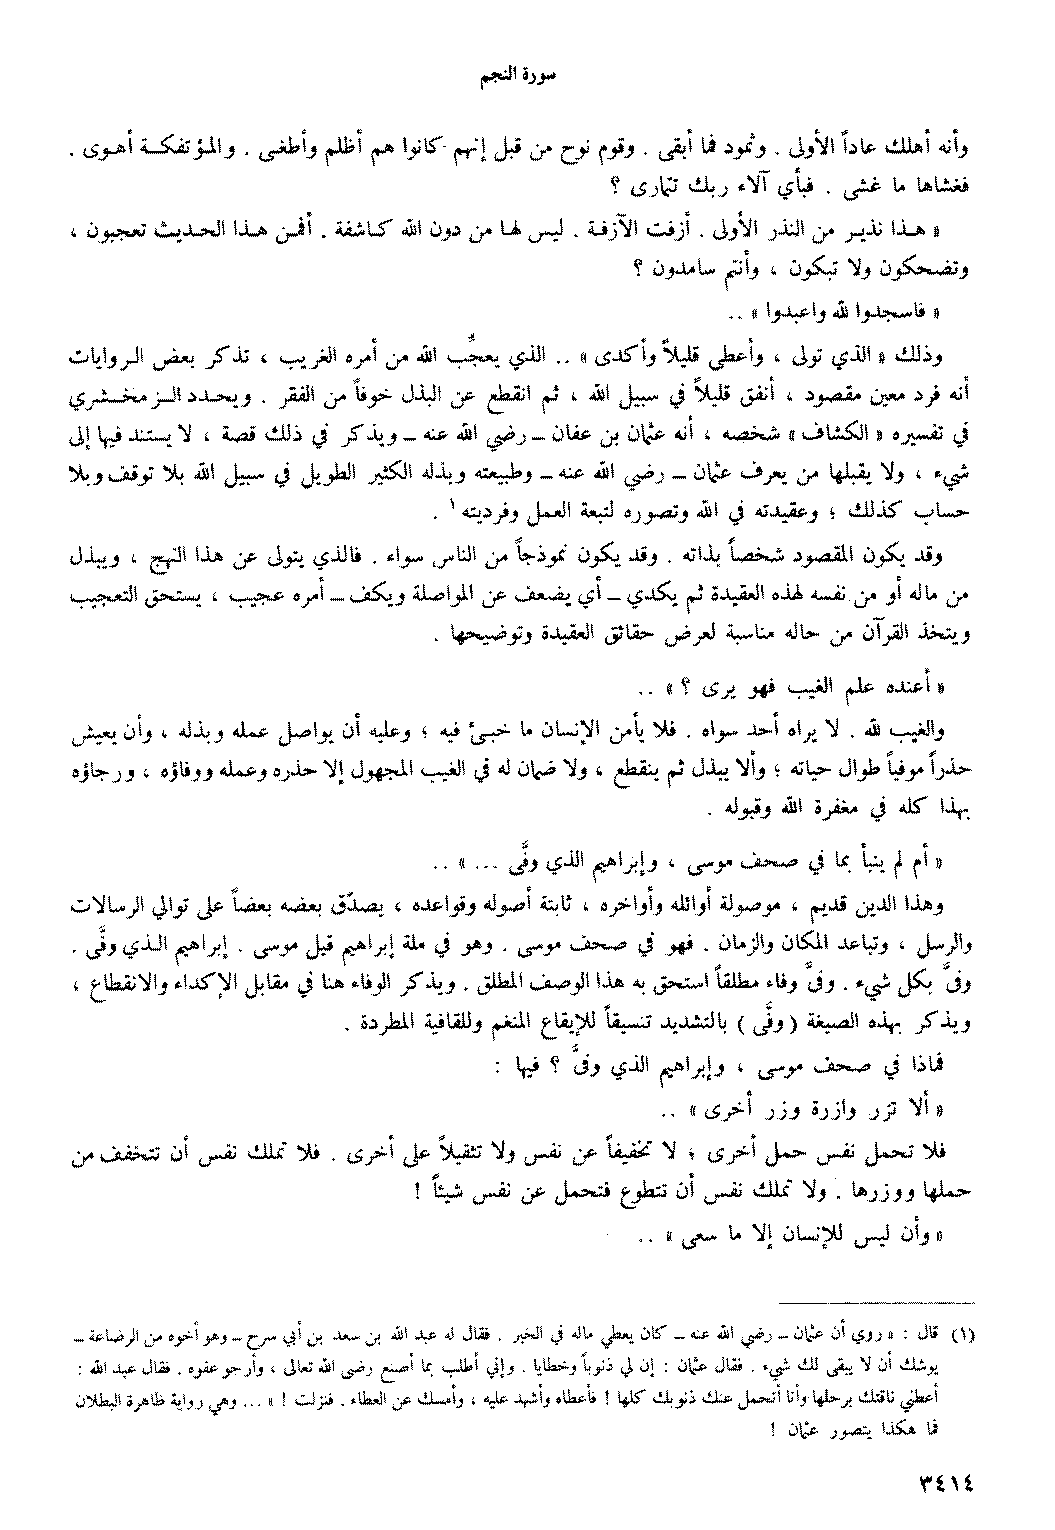 سورة النجم
وأنه أهلك عاداً الأولى . وثمود فما أبقى . وقوم نوح من قبل إنهم كانوا هم أظلم وأطغى . والمؤتفكة أهوى .
فغشاها ما غشى . فبأي آلاء ربك تتمارى ؟
« هذا نذير من النذر الأولى . أزفت الآزفة . ليس لها من دون الله كاشفة . أفمن هذا الحديث تعجبون ،
وتضحكون ولا تبكون ، وأنتم سامدون ؟
« فاسجدوا لله واعبدوا » ..
وذلك « الذي تولى ، وأعطى قليلاً وأكدى » .. الذي يعجِّب الله من أمره الغريب ، تذكر بعض الروايات
أنه فرد معين مقصود ، أنفق قليلاً في سبيل الله ، ثم انقطع عن البذل خوفاً من الفقر . ويحدد الزمخشري
في تفسيره « الكشاف » شخصه ، أنه عثمان بن عفان – رضي الله عنه – ويذكر في ذلك قصة ، لا يستند فيها إلى
شيء ، ولا يقبلها من يعرف عثمان – رضي الله عنه – وطبيعته وبذله الكثير الطويل في سبيل الله بلا توقف وبلا
حساب كذلك ؛ وعقيدته في الله وتصوره لتبعة العمل وفرديته ١ .
وقد يكون المقصود شخصاً بذاته . وقد يكون نموذجاً من الناس سواء . فالذي يتولى عن هذا النهج ، ويبذل
من ماله أو من نفسه لهذه العقيدة ثم يكدي – أي يضعف عن المواصلة ويكف – أمره عجيب ، يستحق التعجيب
ويتخذ القرآن من حاله مناسبة لعرض حقائق العقيدة وتوضيحها .
« أعنده علم الغيب فهو يرى ؟ » ..
والغيب لله . لا يراه أحد سواه . فلا يأمن الإنسان ما خبئ فيه ؛ وعليه أن يواصل عمله وبذله ، وأن يعيش
حذراً موفياً طوال حياته ؛ وألا يبذل ثم ينقطع ، ولا ضمان له في الغيب المجهول إلا حذره وعمله ووفاؤه ، ورجاؤه
بهذا كله في مغفرة الله وقبوله .
« أم لم ينبأ بما في صحف موسى ، وإبراهيم الذي وفَّى ... » ..
وهذا الدين قديم ، موصولة أوائله وأواخره ، ثابتة أصوله وقواعده ، يصدّق بعضه بعضاً على توالي الرسالات
والرسل ، وتباعد المكان والزمان . فهو في صحف موسى . وهو في ملة إبراهيم قبل موسى . إبراهيم الذي وفَّى .
وفَّى بكل شيء . وفَّى وفاء مطلقاً استحق به هذا الوصف المطلق . ويذكر الوفاء هنا في مقابل الإكداء والانقطاع ،
ويذكر بهذه الصيغة ( وفَّى ) بالتشديد تنسيقاً للإيقاع المنغم وللقافية المطردة .
فماذا في صحف موسى ، وإبراهيم الذي وفَّى ؟ فيها :
« ألا تزر وازرة وزر أخرى » ..
فلا تحمل نفس حمل أخرى ؛ لا تخفيفاً عن نفس ولا تثقيلاً على أخرى . فلا تملك نفس أن تتخفف من
حملها ووزرها . ولا تملك نفس أن تتطوع فتحمل عن نفس شيئاً !
« وأن ليس للإنسان إلا ما سعى » ..
(١) قال : « روي أن عثمان – رضي الله عنه – كان يعطي ماله في الخير . فقال له عبد الله بن سعد بن أبي سرح – وهو أخوه من الرضاعة –
يوشك أن لا يبقى لك شيء . فقال عثمان : إن لي ذنوباً وخطايا . وإني أطلب بما أصنع رضى الله تعالى ، وأرجو عفوه . فقال عبد الله :
أعطني ناقتك برحلها وأنا أتحمل عنك ذنوبك كلها ! فأعطاه وأشهد عليه ، وأمسك عن العطاء . فنزلت ! » ... وهي رواية ظاهرة البطلان
فما هكذا يتصور عثمان !
٣٤١٤